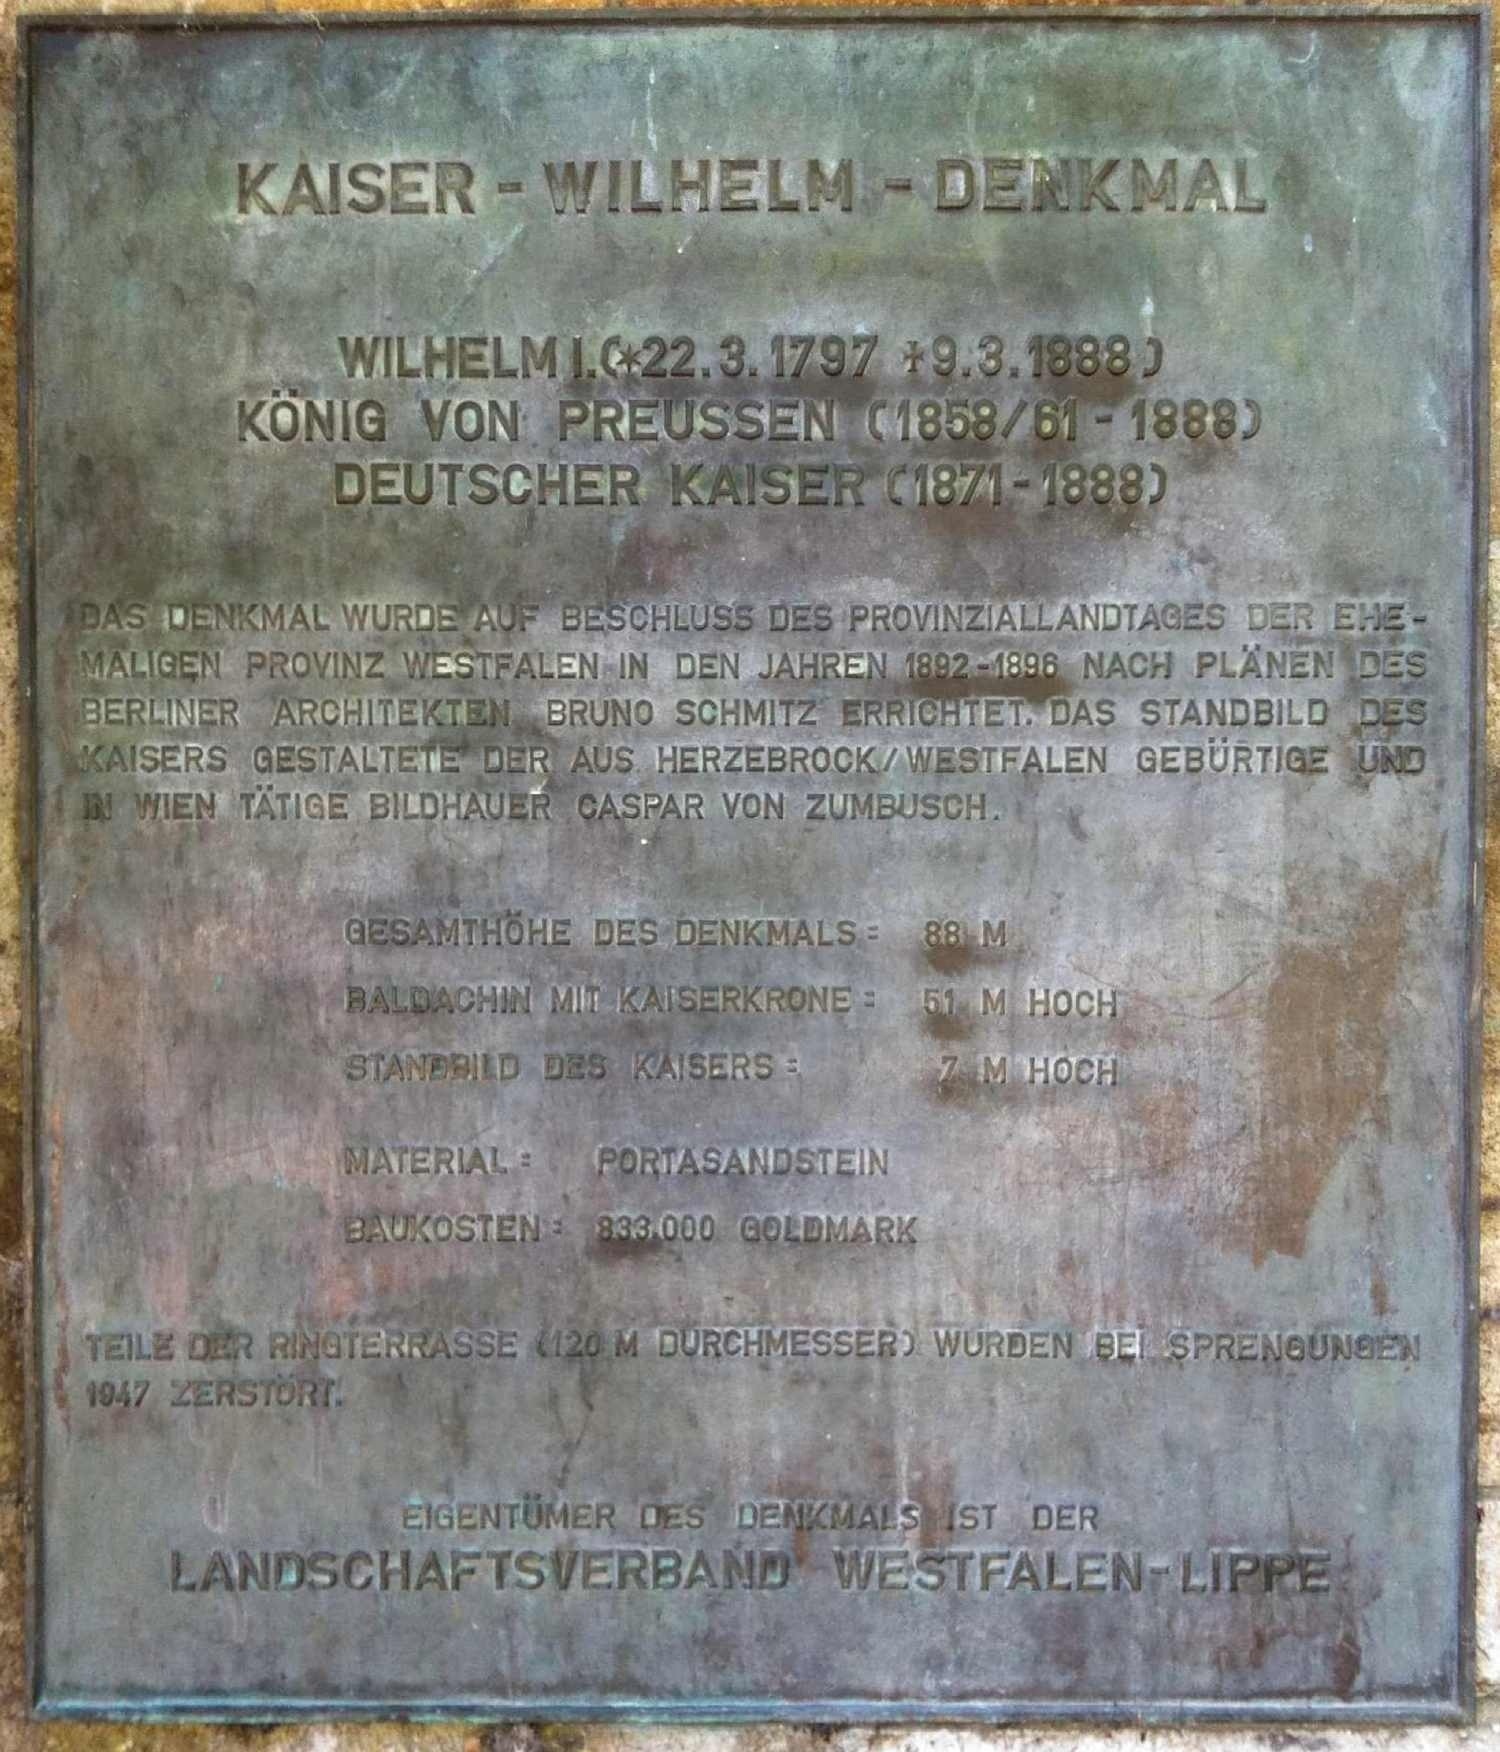 KAISER-WILHELM-DENKMAL
WILHELM I.(*22.3.1797 †9.3.1888)
KÖNIG VON PREUSSEN (1858/61-1888)
DEUTSCHER KAISER (1871-1888)
DAS DENKMAL WURDE AUF BESCHLUSS DES PROVINZIALLANDTAGES DER EHE-
MALIGEN PROVINZ WESTFALEN IN DEN JAHREN 1892-1896 NACH PLÄNEN DES
BERLINER ARCHITEKTEN BRUNO SCHMITZ ERRICHTET. DAS STANDBILD DES
KAISERS GESTALTETE DER AUS HERZEBROCK/WESTFALEN GEBÜRTIGE UND
IN WIEN TÄTIGE BILDHAUER CASPAR VON ZUMBUSCH.
GESAMTHÖHE DES DENKMALS: 88 M
BALDACHIN MIT KAISERKRONE: 51 M HOCH
STANDBILD DES KAISERS: 7 M HOCH
MATERIAL: PORTASANDSTEIN
BAUKOSTEN: 833.000 GOLDMARK
TEILE DER RINGTERRASSE (120 M DURCHMESSER) WURDEN BEI SPRENGUNGEN
1947 ZERSTÖRT.
EIGENTÜMER DES DENKMALS IST DER
LANDSCHAFTSVERBAND WESTFALEN-LIPPE